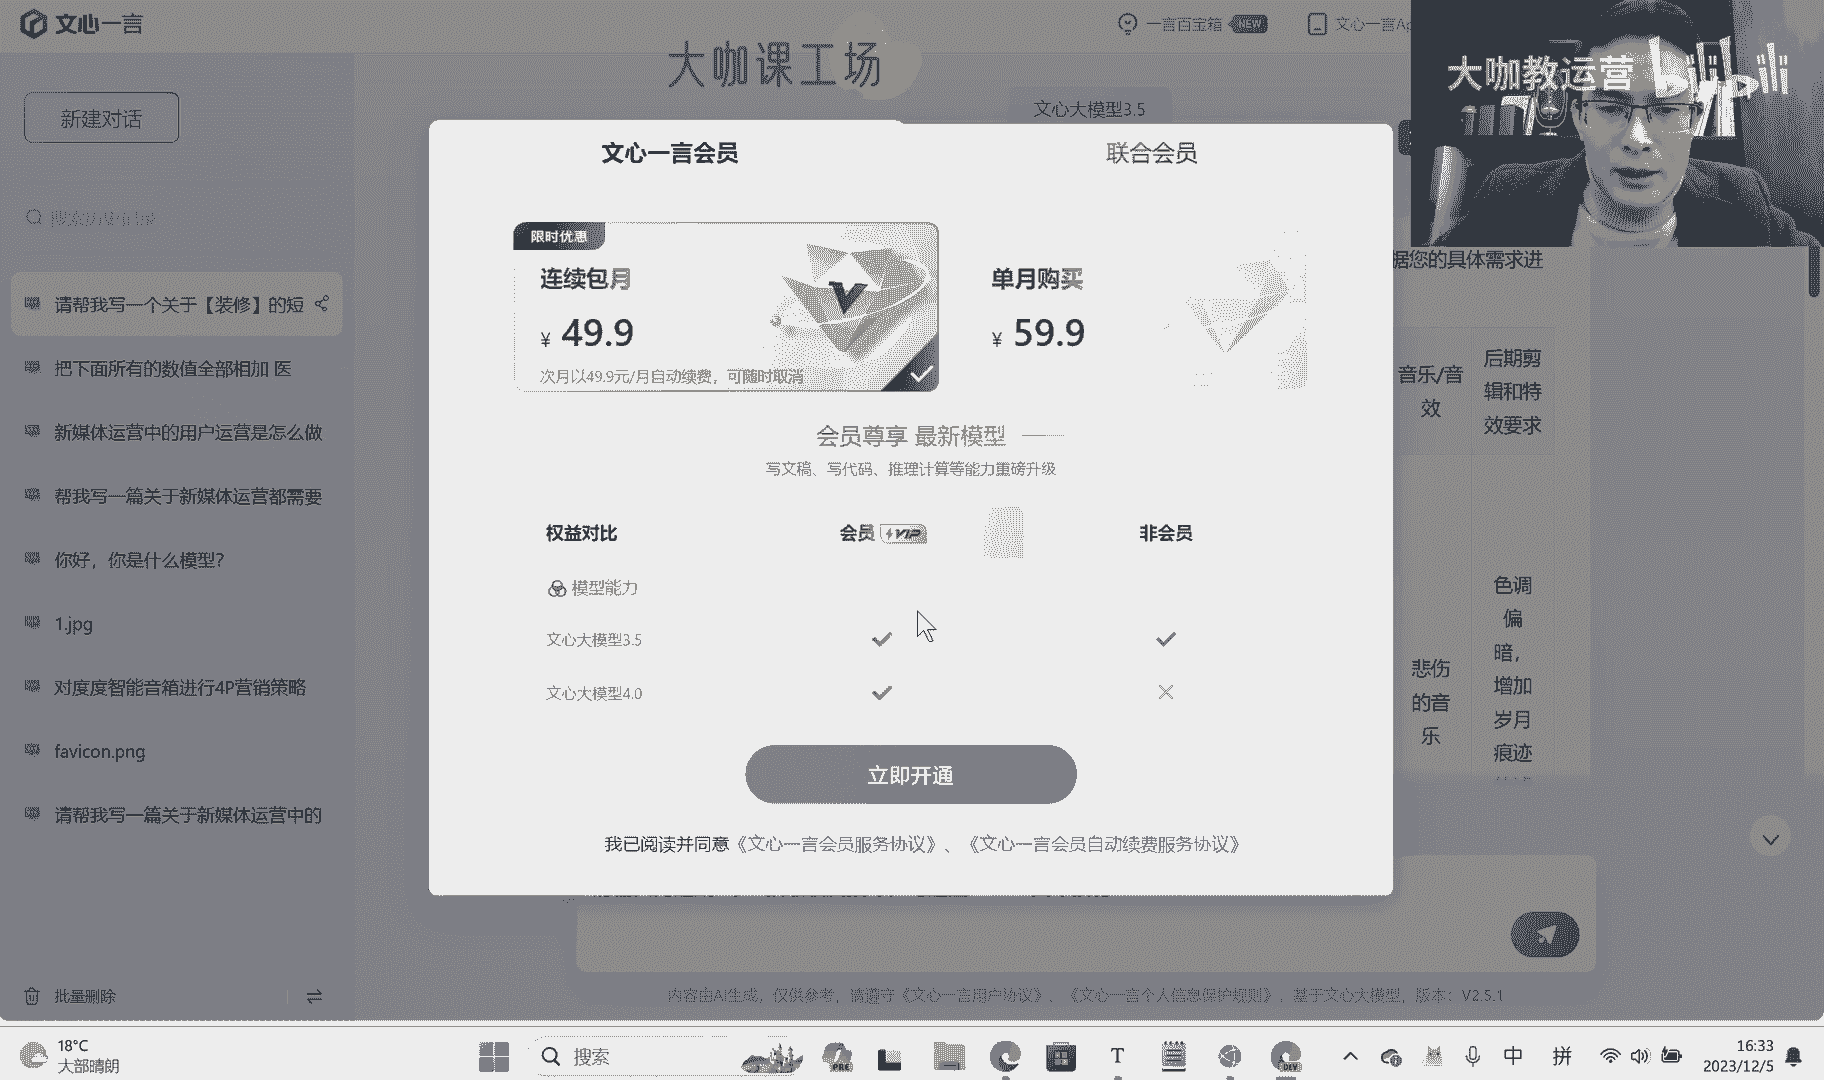 文心一言
一言百宝箱 NEW
文心一言Ap
大咖课工场
大咖教运营 bilibili
新建对话
文心大模型3.5
文心一言会员
联合会员
请帮我写一个关于【装修】的短
把下面所有的数值全部相加 医
新媒体运营中的用户运营是怎么做
帮我写一篇关于新媒体运营都需要
你好，你是什么模型？
1.jpg
对度度智能音箱进行4P营销策略
favicon.png
请帮我写一篇关于新媒体运营中的
批量删除
限时优惠
连续包月
¥ 49.9
次月以49.9元/月自动续费，可随时取消
单月购买
¥ 59.9
会员尊享 最新模型
写文稿、写代码、推理计算等能力重磅升级
权益对比
会员 VIP
非会员
模型能力
文心大模型3.5
文心大模型4.0
立即开通
我已阅读并同意《文心一言会员服务协议》、《文心一言会员自动续费服务协议》
据您的具体需求进
音乐/音
效
后期剪
辑和特
效要求
悲伤
的音
乐
色调
偏
暗，
增加
岁月
痕迹
内容由AI生成，仅供参考，请遵守《文心一言用户协议》、《文心一言个人信息保护规则》，基于文心大模型，版本：V2.5.1
18°C
大部晴朗
搜索
PRE
T
DEV
中
拼
16:33
2023/12/5